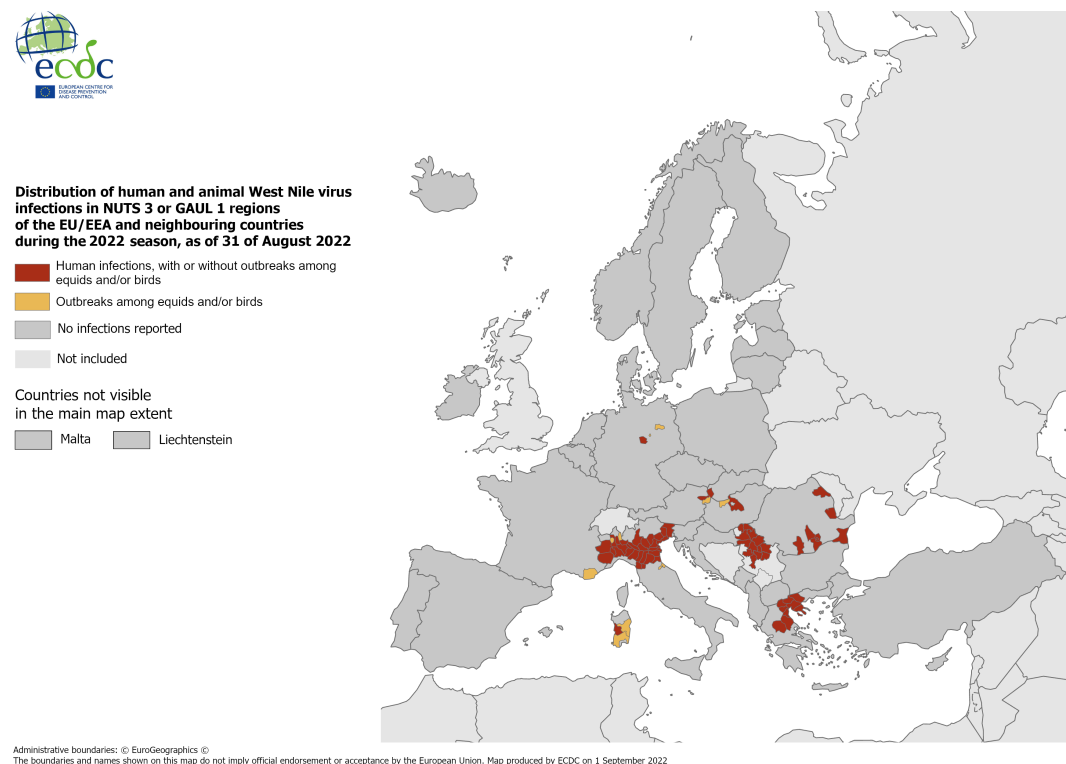 ecdc
EUROPEAN CENTRE FOR
DISEASE PREVENTION
AND CONTROL
Distribution of human and animal West Nile virus
infections in NUTS 3 or GAUL 1 regions
of the EU/EEA and neighbouring countries
during the 2022 season, as of 31 of August 2022
Human infections, with or without outbreaks among
equids and/or birds
Outbreaks among equids and/or birds
No infections reported
Not included
Countries not visible
in the main map extent
Malta
Liechtenstein
Administrative boundaries: © EuroGeographics ©
The boundaries and names shown on this map do not imply official endorsement or acceptance by the European Union. Map produced by ECDC on 1 September 2022